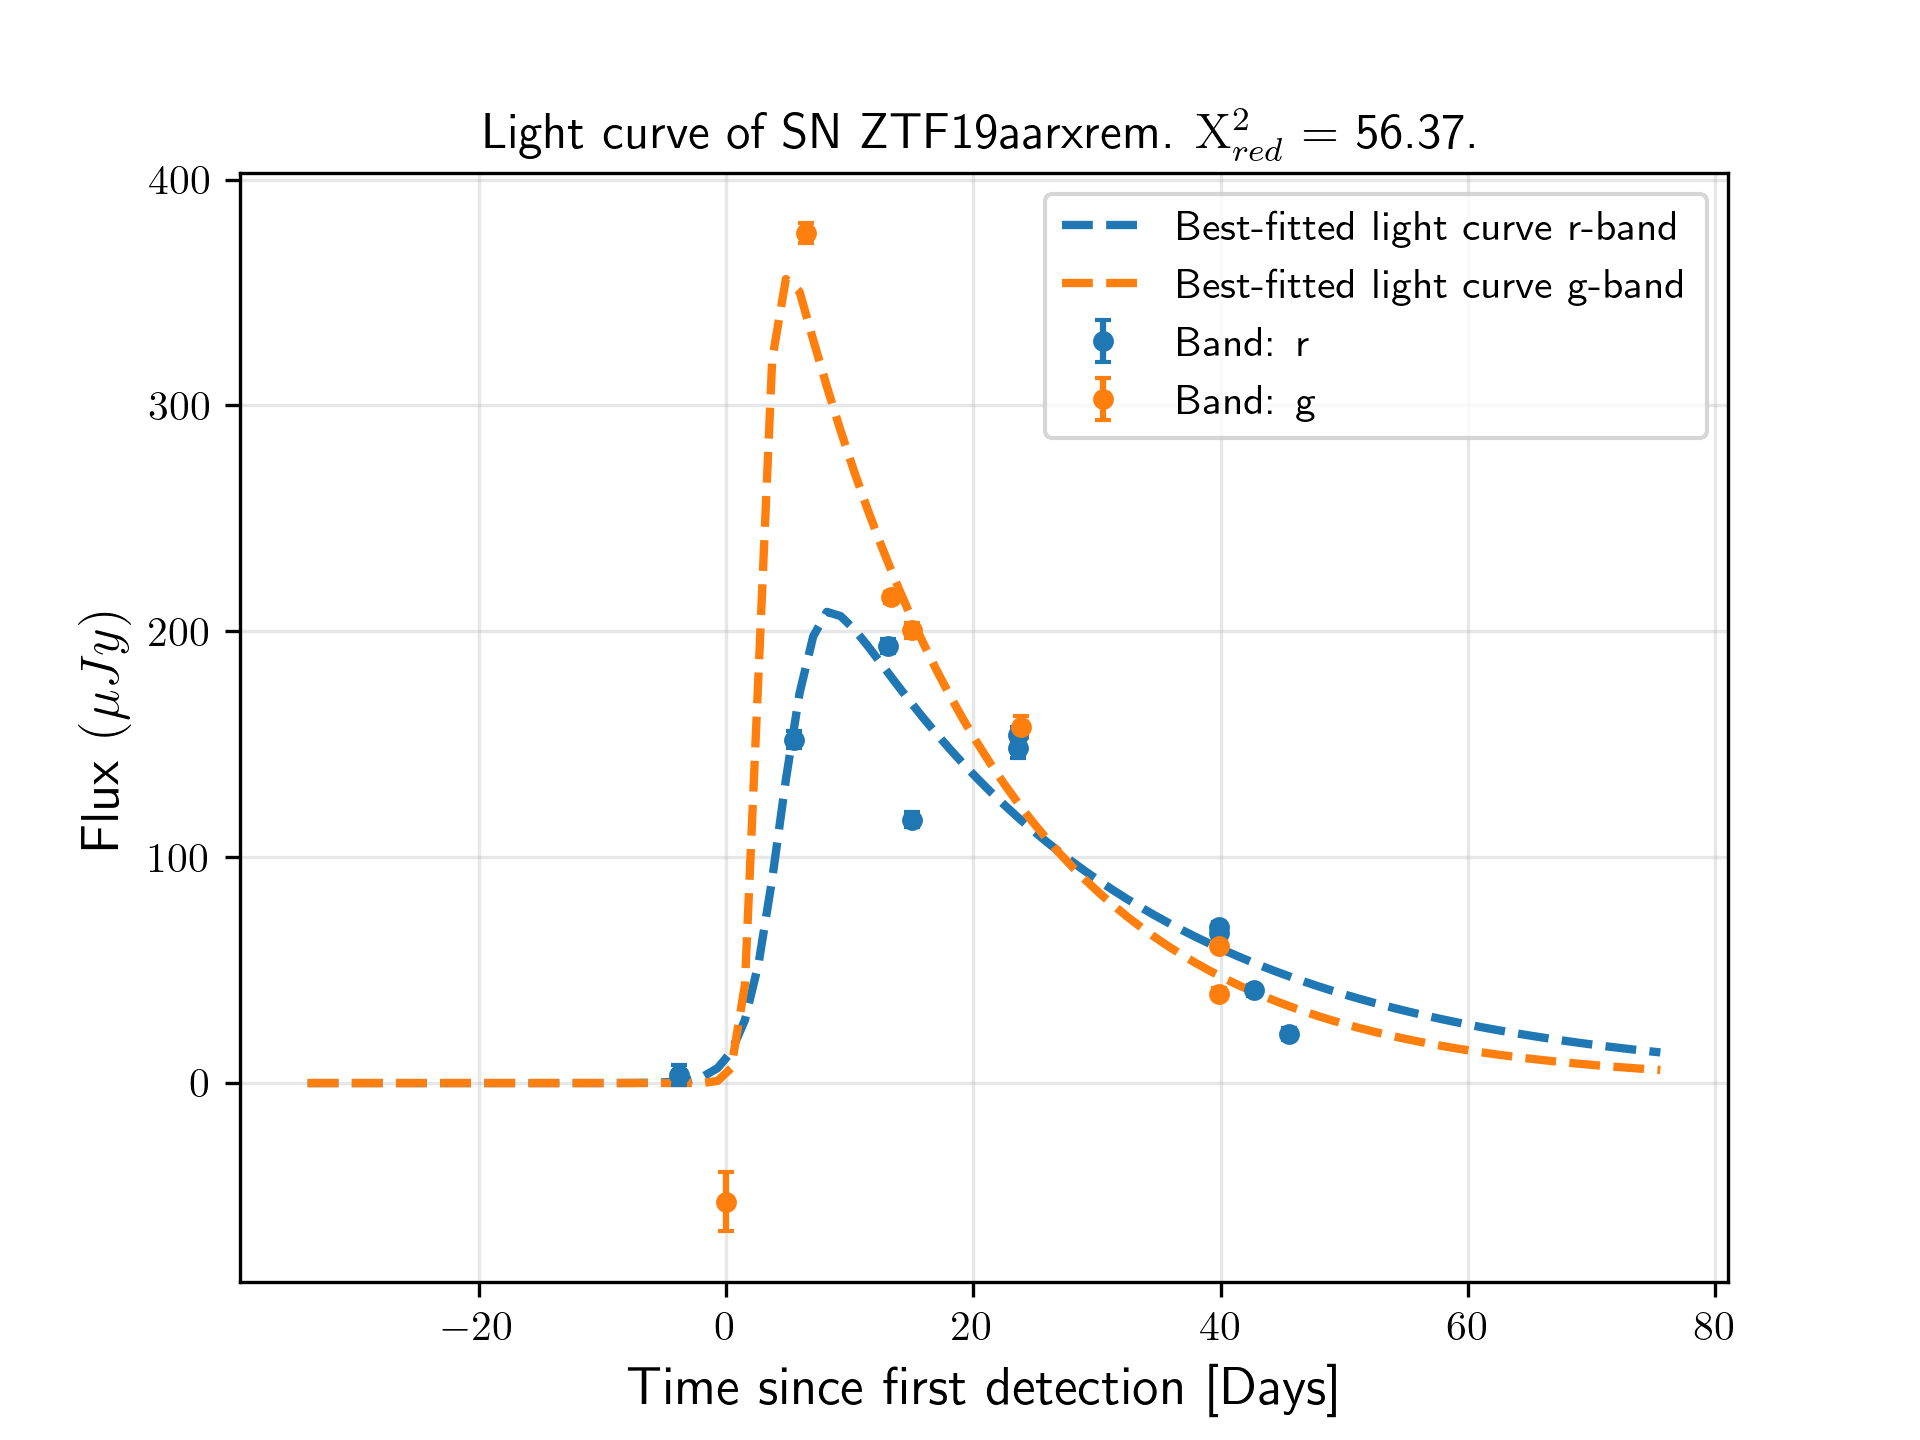 Light curve of SN ZTF19aarxrem. X²_red = 56.37.
400
300
200
100
0
Flux (μJy)
−20 0 20 40 60 80
Time since first detection [Days]
Best-fitted light curve r-band
Best-fitted light curve g-band
Band: r
Band: g